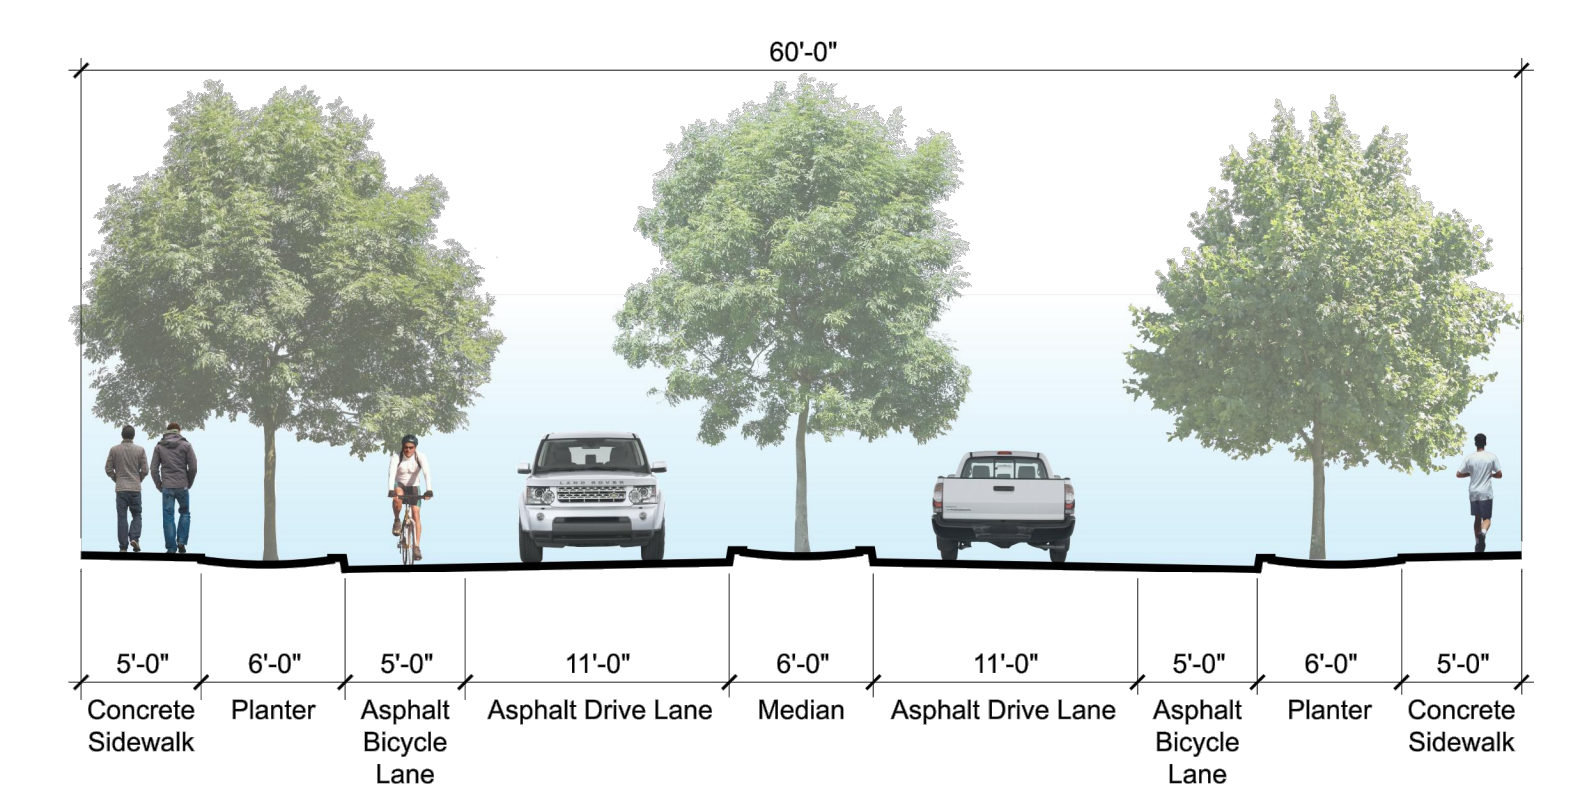 60'-0"
LAND ROVER
5'-0"
6'-0"
5'-0"
11'-0"
6'-0"
11'-0"
5'-0"
6'-0"
5'-0"
Concrete
Sidewalk
Planter
Asphalt
Bicycle
Lane
Asphalt Drive Lane
Median
Asphalt Drive Lane
Asphalt
Bicycle
Lane
Planter
Concrete
Sidewalk